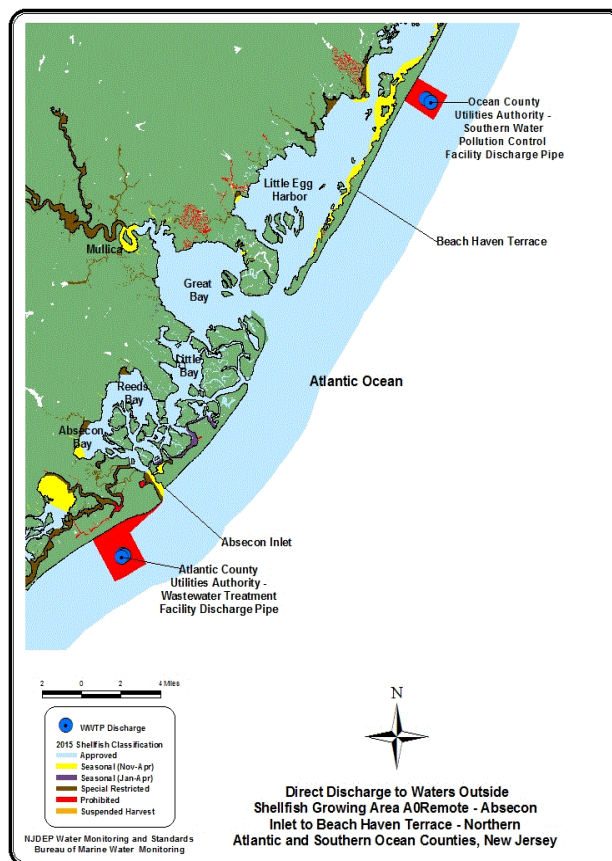 Ocean County
Utilities Authority -
Southern Water
Pollution Control
Facility Discharge Pipe
Little Egg
Harbor
Beach Haven Terrace
Mullica
Great
Bay
Little
Bay
Atlantic Ocean
Reeds
Bay
Absecon
Bay
Absecon Inlet
Atlantic County
Utilities Authority -
Wastewater Treatment
Facility Discharge Pipe
2 0 2 4 Miles
N
WWTP Discharge
2015 Shellfish Classification
Approved
Seasonal (Nov-Apr)
Seasonal (Jan-Apr)
Special Restricted
Prohibited
Suspended Harvest
NJDEP Water Monitoring and Standards
Bureau of Marine Water Monitoring
Direct Discharge to Waters Outside
Shellfish Growing Area A0Remote - Absecon
Inlet to Beach Haven Terrace - Northern
Atlantic and Southern Ocean Counties, New Jersey